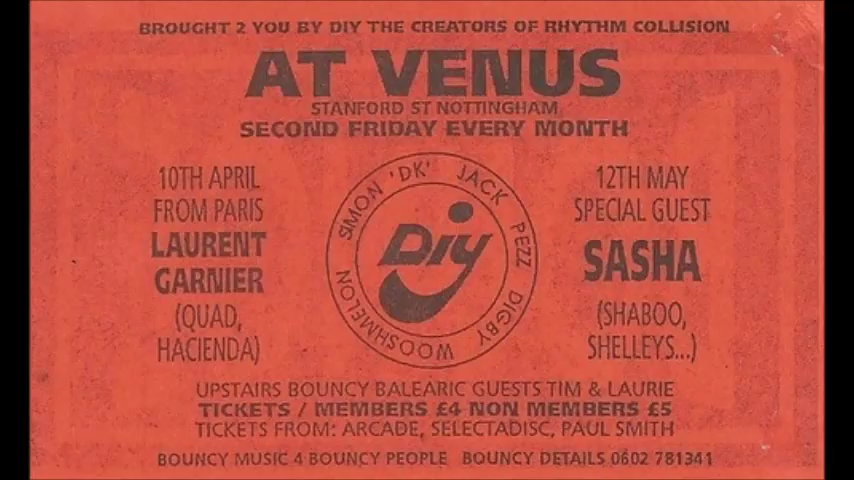 BROUGHT 2 YOU BY DIY THE CREATORS OF RHYTHM COLLISION
AT VENUS
STANFORD ST NOTTINGHAM
SECOND FRIDAY EVERY MONTH
10TH APRIL
FROM PARIS
LAURENT
GARNIER
(QUAD,
HACIENDA)
SIMON 'DK' JACK PEZZ DIGBY WOOSHMELON
DiY
12TH MAY
SPECIAL GUEST
SASHA
(SHABOO,
SHELLEYS...)
UPSTAIRS BOUNCY BALEARIC GUESTS TIM & LAURIE
TICKETS / MEMBERS £4 NON MEMBERS £5
TICKETS FROM: ARCADE, SELECTADISC, PAUL SMITH
BOUNCY MUSIC 4 BOUNCY PEOPLE BOUNCY DETAILS 0602 781341